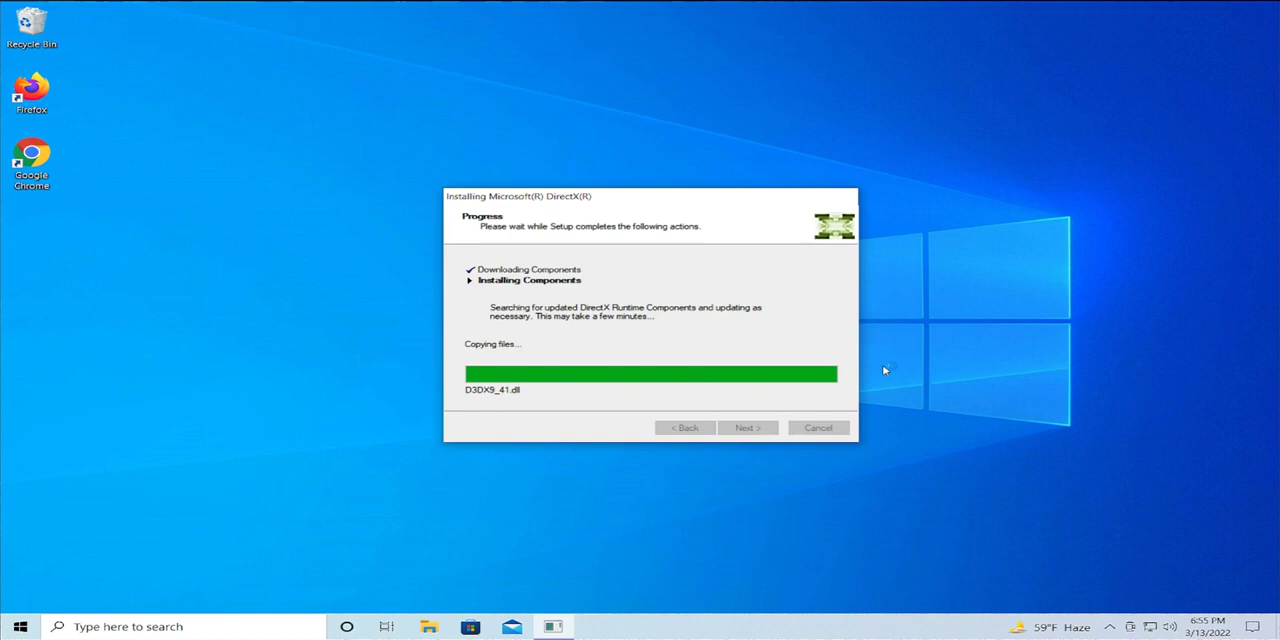 Recycle Bin
Firefox
Google
Chrome
Installing Microsoft(R) DirectX(R)
Progress
Please wait while Setup completes the following actions.
Downloading Components
Installing Components
Searching for updated DirectX Runtime Components and updating as
necessary. This may take a few minutes...
Copying files...
D3DX9_41.dll
< Back
Next >
Cancel
Type here to search
59°F Haze
6:55 PM
3/13/2022